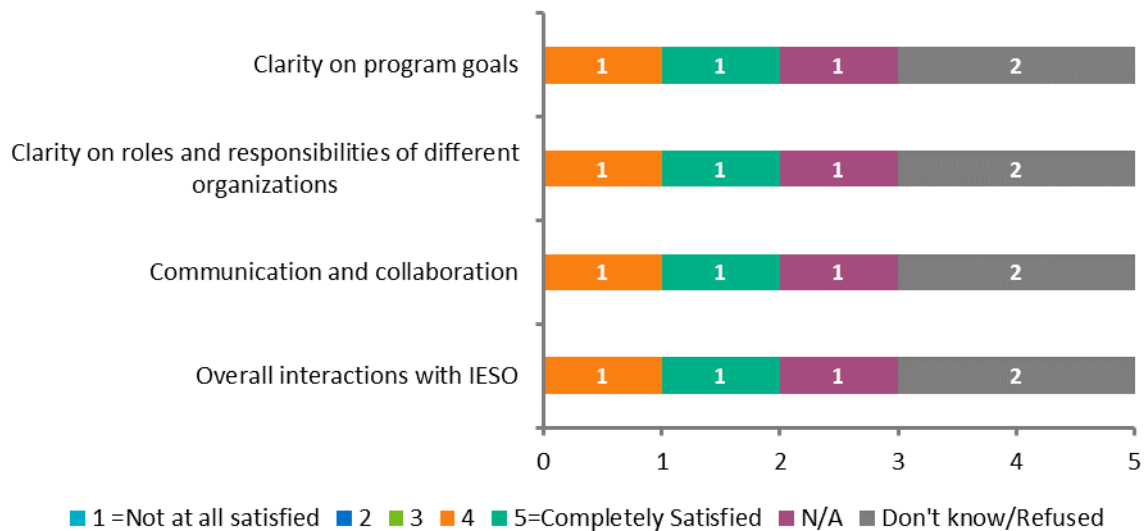 Clarity on program goals
1 1 1 2
Clarity on roles and responsibilities of different
organizations
1 1 1 2
Communication and collaboration
1 1 1 2
Overall interactions with IESO
1 1 1 2
0 1 2 3 4 5
1 =Not at all satisfied 2 3 4 5=Completely Satisfied N/A Don't know/Refused